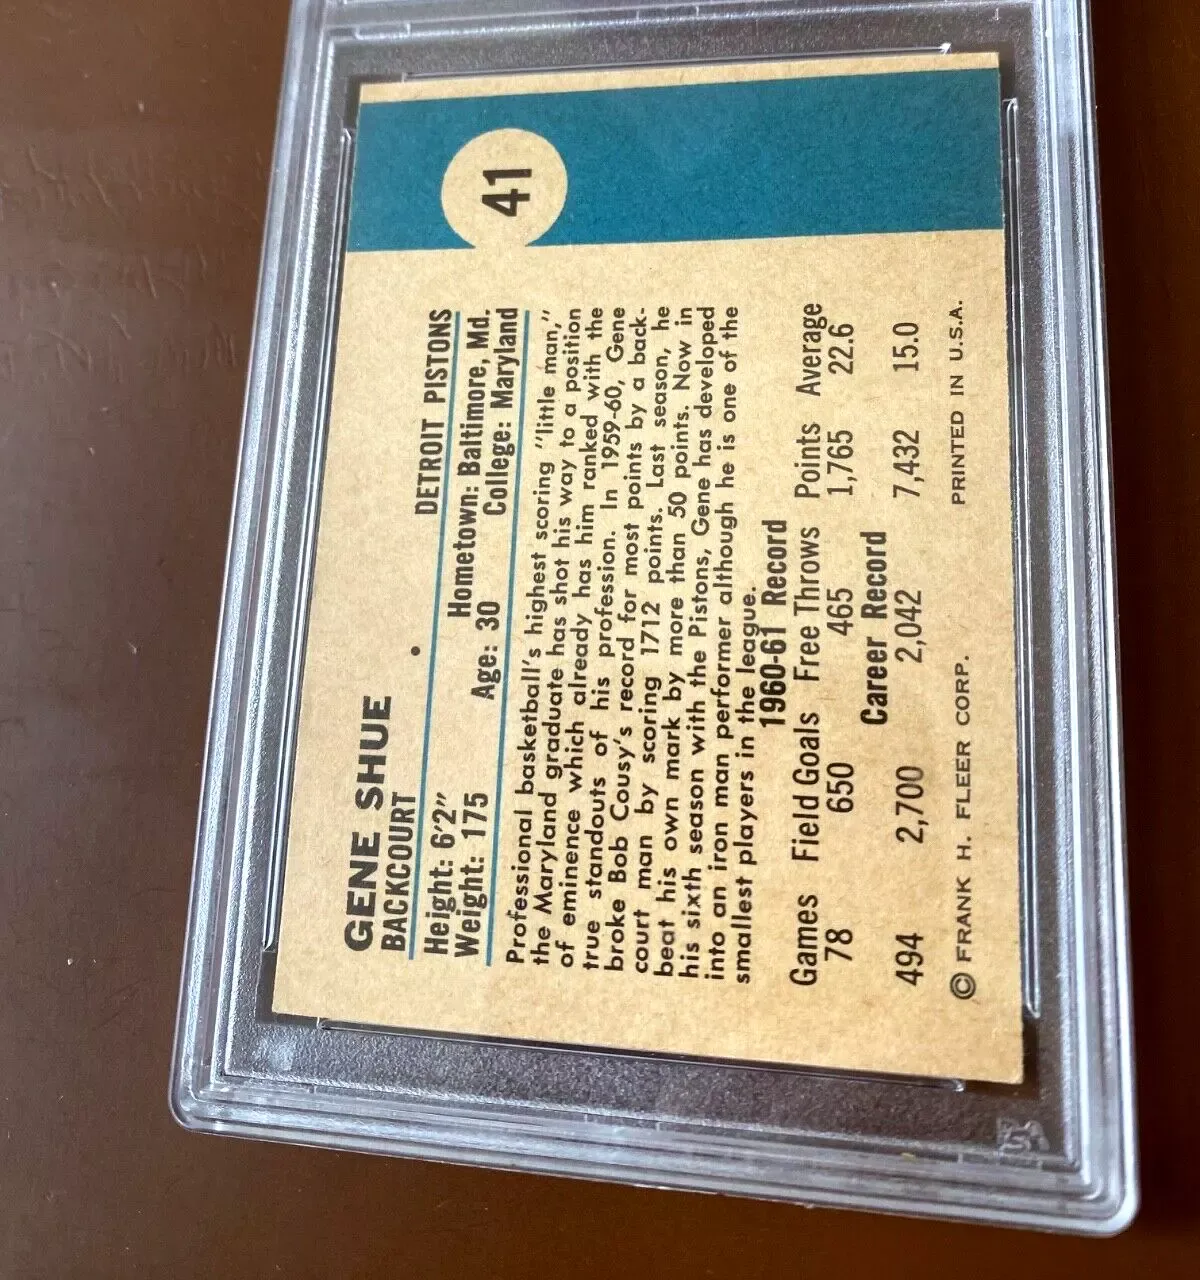 41
GENE SHUE
BACKCOURT DETROIT PISTONS
Height: 6'2" Hometown: Baltimore, Md.
Weight: 175 Age: 30 College: Maryland
Professional basketball's highest scoring "little man,"
the Maryland graduate has shot his way to a position
of eminence which already has him ranked with the
true standouts of his profession. In 1959-60, Gene
broke Bob Cousy's record for most points by a back-
court man by scoring 1712 points. Last season, he
beat his own mark by more than 50 points. Now in
his sixth season with the Pistons, Gene has developed
into an iron man performer although he is one of the
smallest players in the league.
1960-61 Record
Games Field Goals Free Throws Points Average
78 650 465 1,765 22.6
Career Record
494 2,700 2,042 7,432 15.0
© FRANK H. FLEER CORP. PRINTED IN U.S.A.